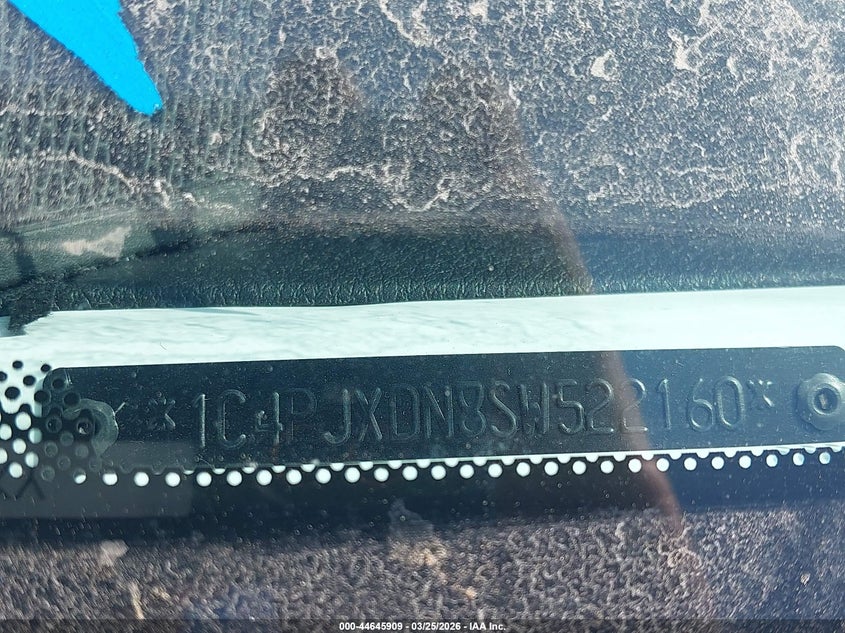 *1C4PJXDN8SW522160*
000-44645909 - 03/25/2026 - IAA Inc.